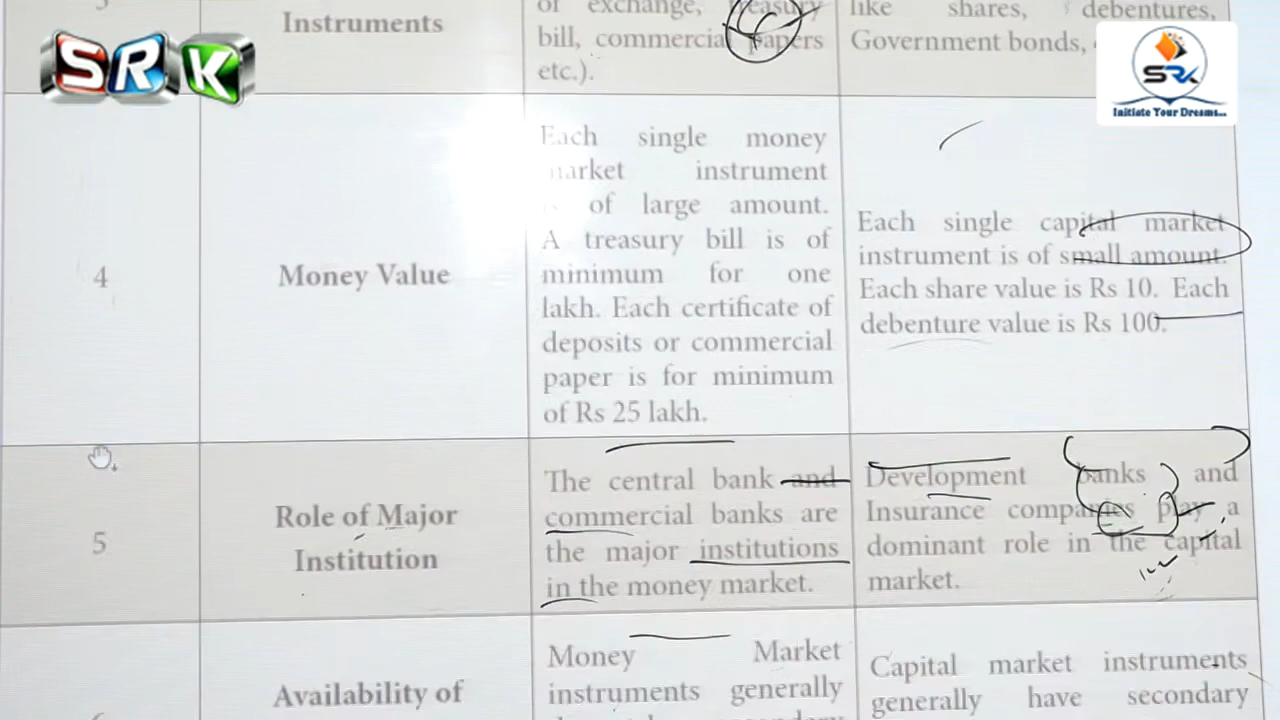 Instruments
of exchange, treasury
bill, commercial papers
etc.).
like shares, debentures,
Government bonds,
SRK
SRK
Initiate Your Dreams...
4
Money Value
Each single money
market instrument
of large amount.
A treasury bill is of
minimum for one
lakh. Each certificate of
deposits or commercial
paper is for minimum
of Rs 25 lakh.
Each single capital market
instrument is of small amount.
Each share value is Rs 10. Each
debenture value is Rs 100.
5
Role of Major
Institution
The central bank and
commercial banks are
the major institutions
in the money market.
Development banks and
Insurance companies play a
dominant role in the capital
market.
Availability of
Money Market
instruments generally
Capital market instruments
generally have secondary